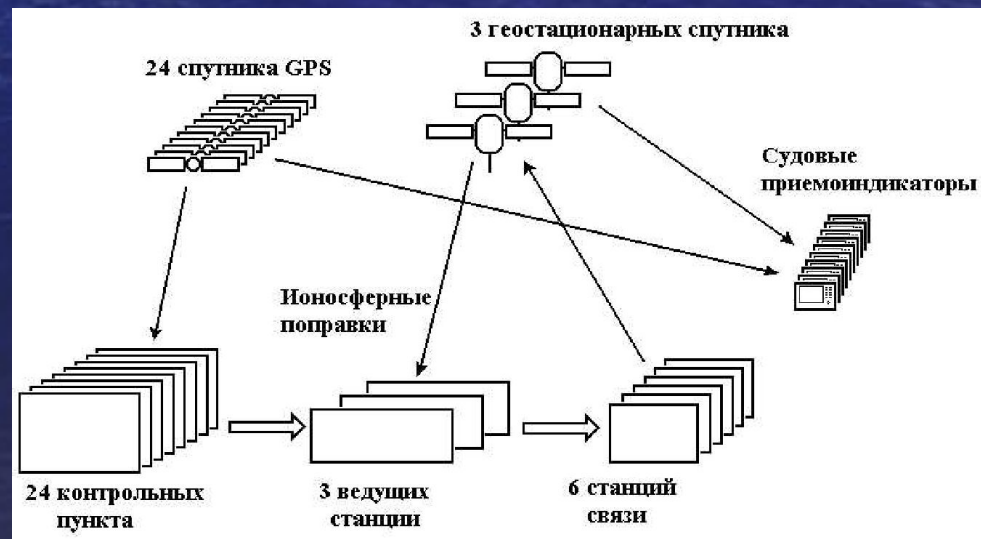 3 геостационарных спутника
24 спутника GPS
Судовые
приемоиндикаторы
Ионосферные
поправки
24 контрольных
пункта
3 ведущих
станции
6 станций
связи